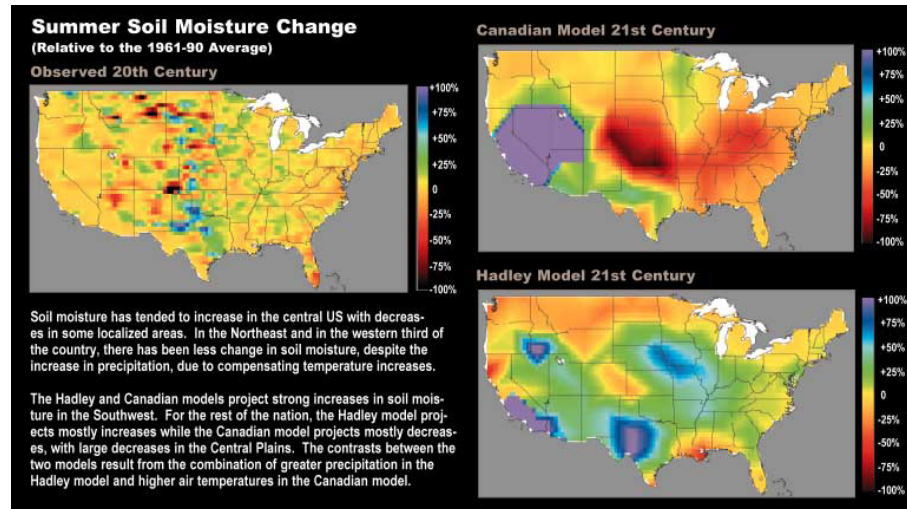 Summer Soil Moisture Change
(Relative to the 1961-90 Average)
Observed 20th Century
+100%
+75%
+50%
+25%
0
-25%
-50%
-75%
-100%
Soil moisture has tended to increase in the central US with decreas-
es in some localized areas. In the Northeast and in the western third of
the country, there has been less change in soil moisture, despite the
increase in precipitation, due to compensating temperature increases.
The Hadley and Canadian models project strong increases in soil mois-
ture in the Southwest. For the rest of the nation, the Hadley model proj-
ects mostly increases while the Canadian model projects mostly decreas-
es, with large decreases in the Central Plains. The contrasts between the
two models result from the combination of greater precipitation in the
Hadley model and higher air temperatures in the Canadian model.
Canadian Model 21st Century
+100%
+75%
+50%
+25%
0
-25%
-50%
-75%
-100%
Hadley Model 21st Century
+100%
+75%
+50%
+25%
0
-25%
-50%
-75%
-100%